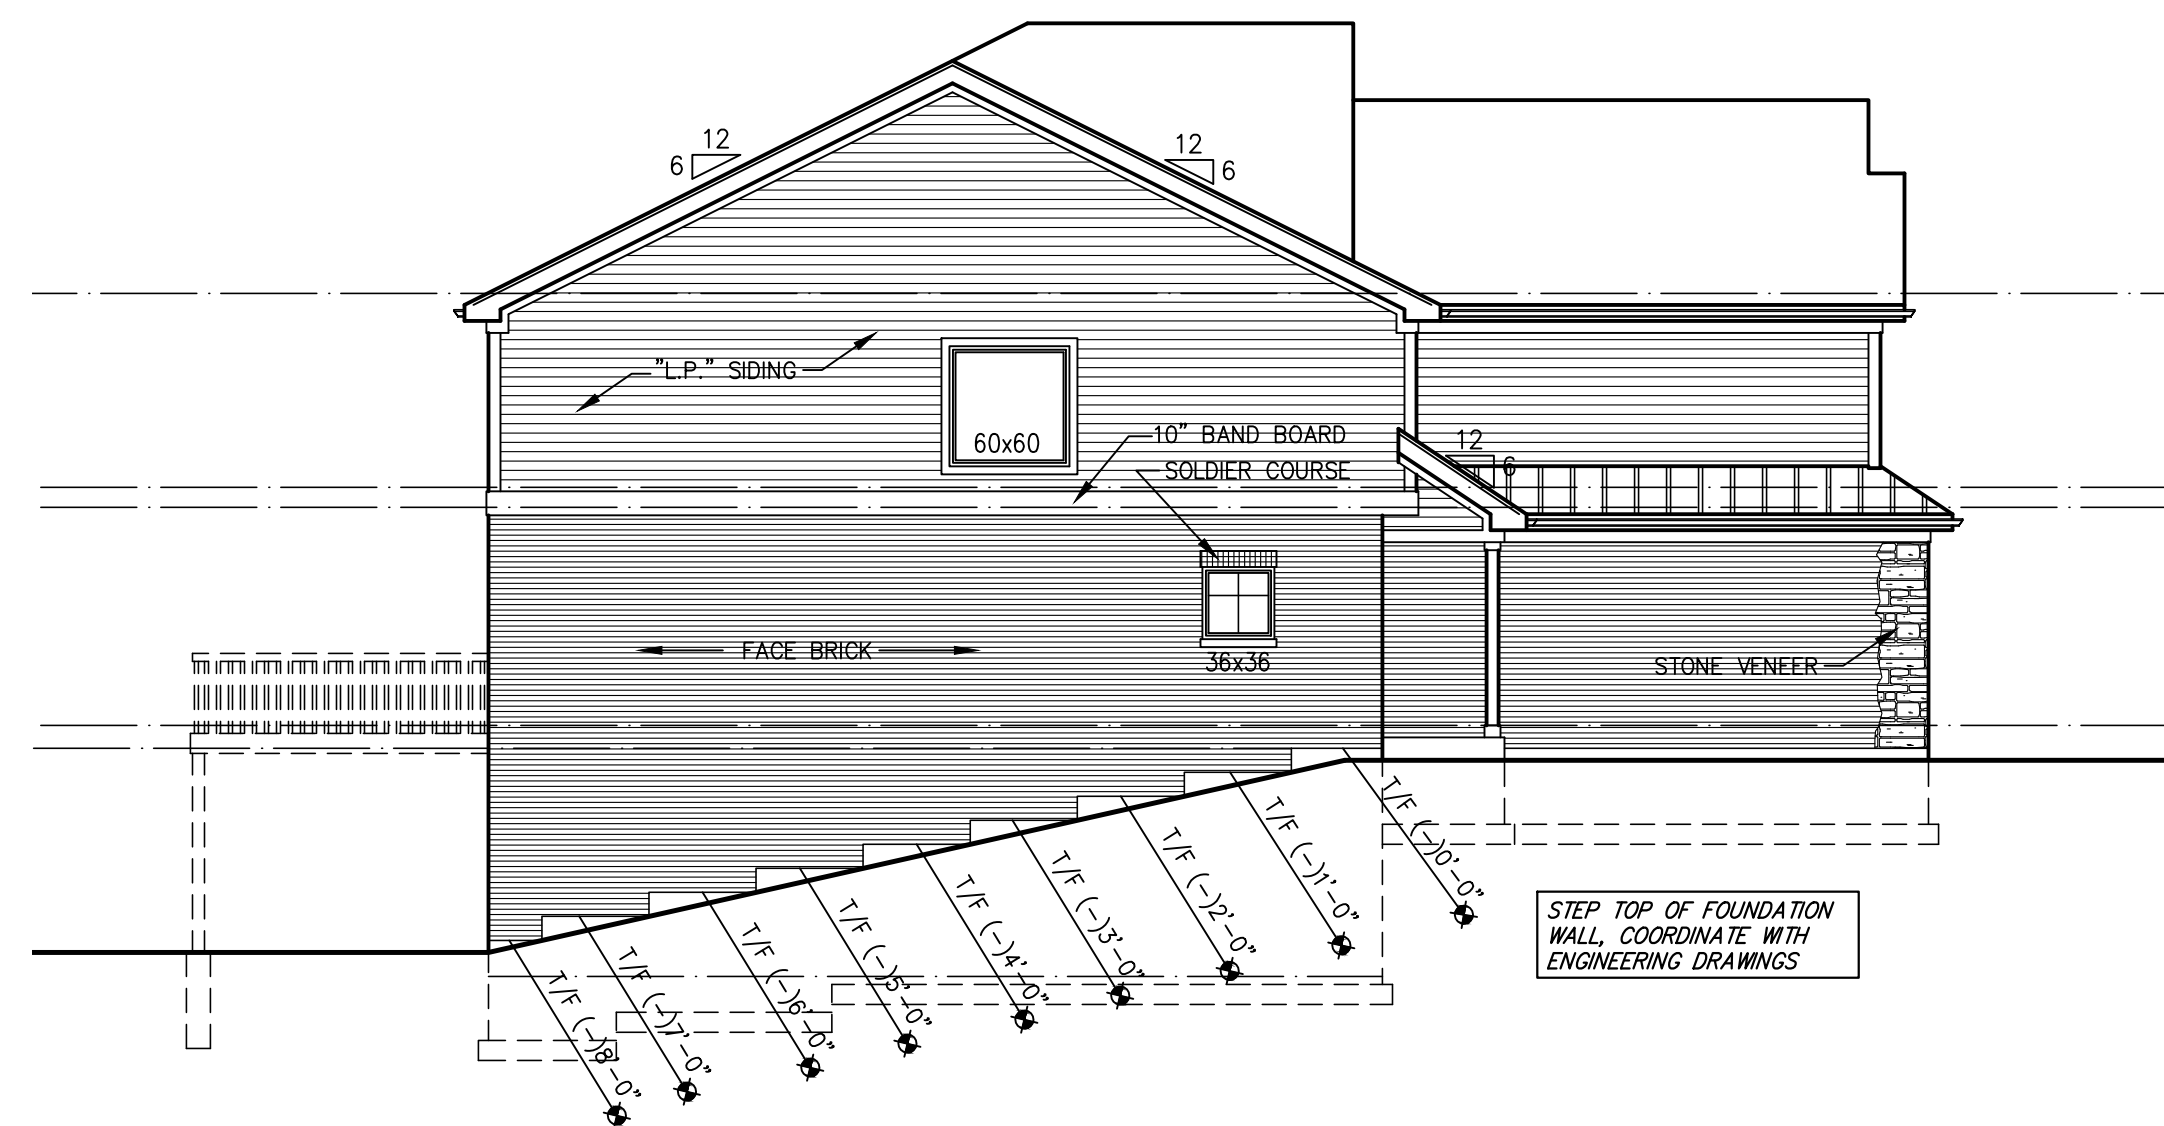 12
6
12
6
"L.P." SIDING
60x60
10" BAND BOARD
SOLDIER COURSE
12
6
FACE BRICK
36x36
STONE VENEER
T/F (-)8'-0"
T/F (-)7'-0"
T/F (-)6'-0"
T/F (-)5'-0"
T/F (-)4'-0"
T/F (-)3'-0"
T/F (-)2'-0"
T/F (-)1'-0"
T/F (-)0'-0"
STEP TOP OF FOUNDATION
WALL, COORDINATE WITH
ENGINEERING DRAWINGS